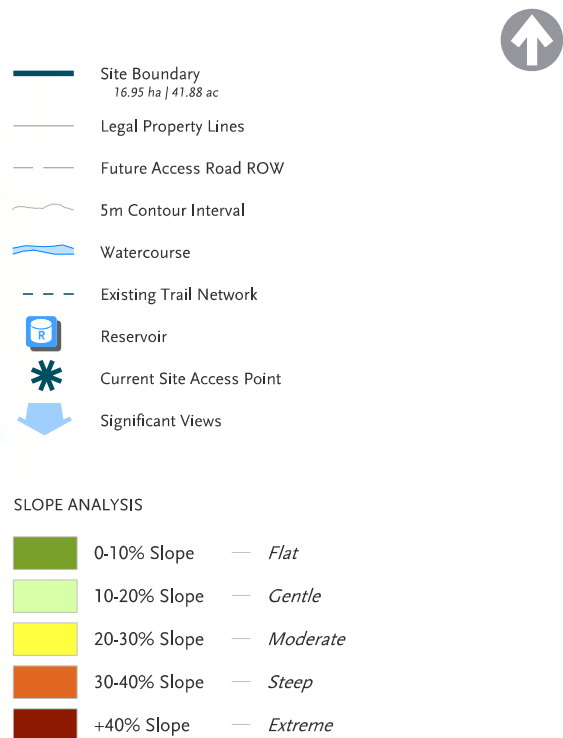 Site Boundary
16.95 ha | 41.88 ac
Legal Property Lines
Future Access Road ROW
5m Contour Interval
Watercourse
Existing Trail Network
R
Reservoir
Current Site Access Point
Significant Views
SLOPE ANALYSIS
0-10% Slope — Flat
10-20% Slope — Gentle
20-30% Slope — Moderate
30-40% Slope — Steep
+40% Slope — Extreme